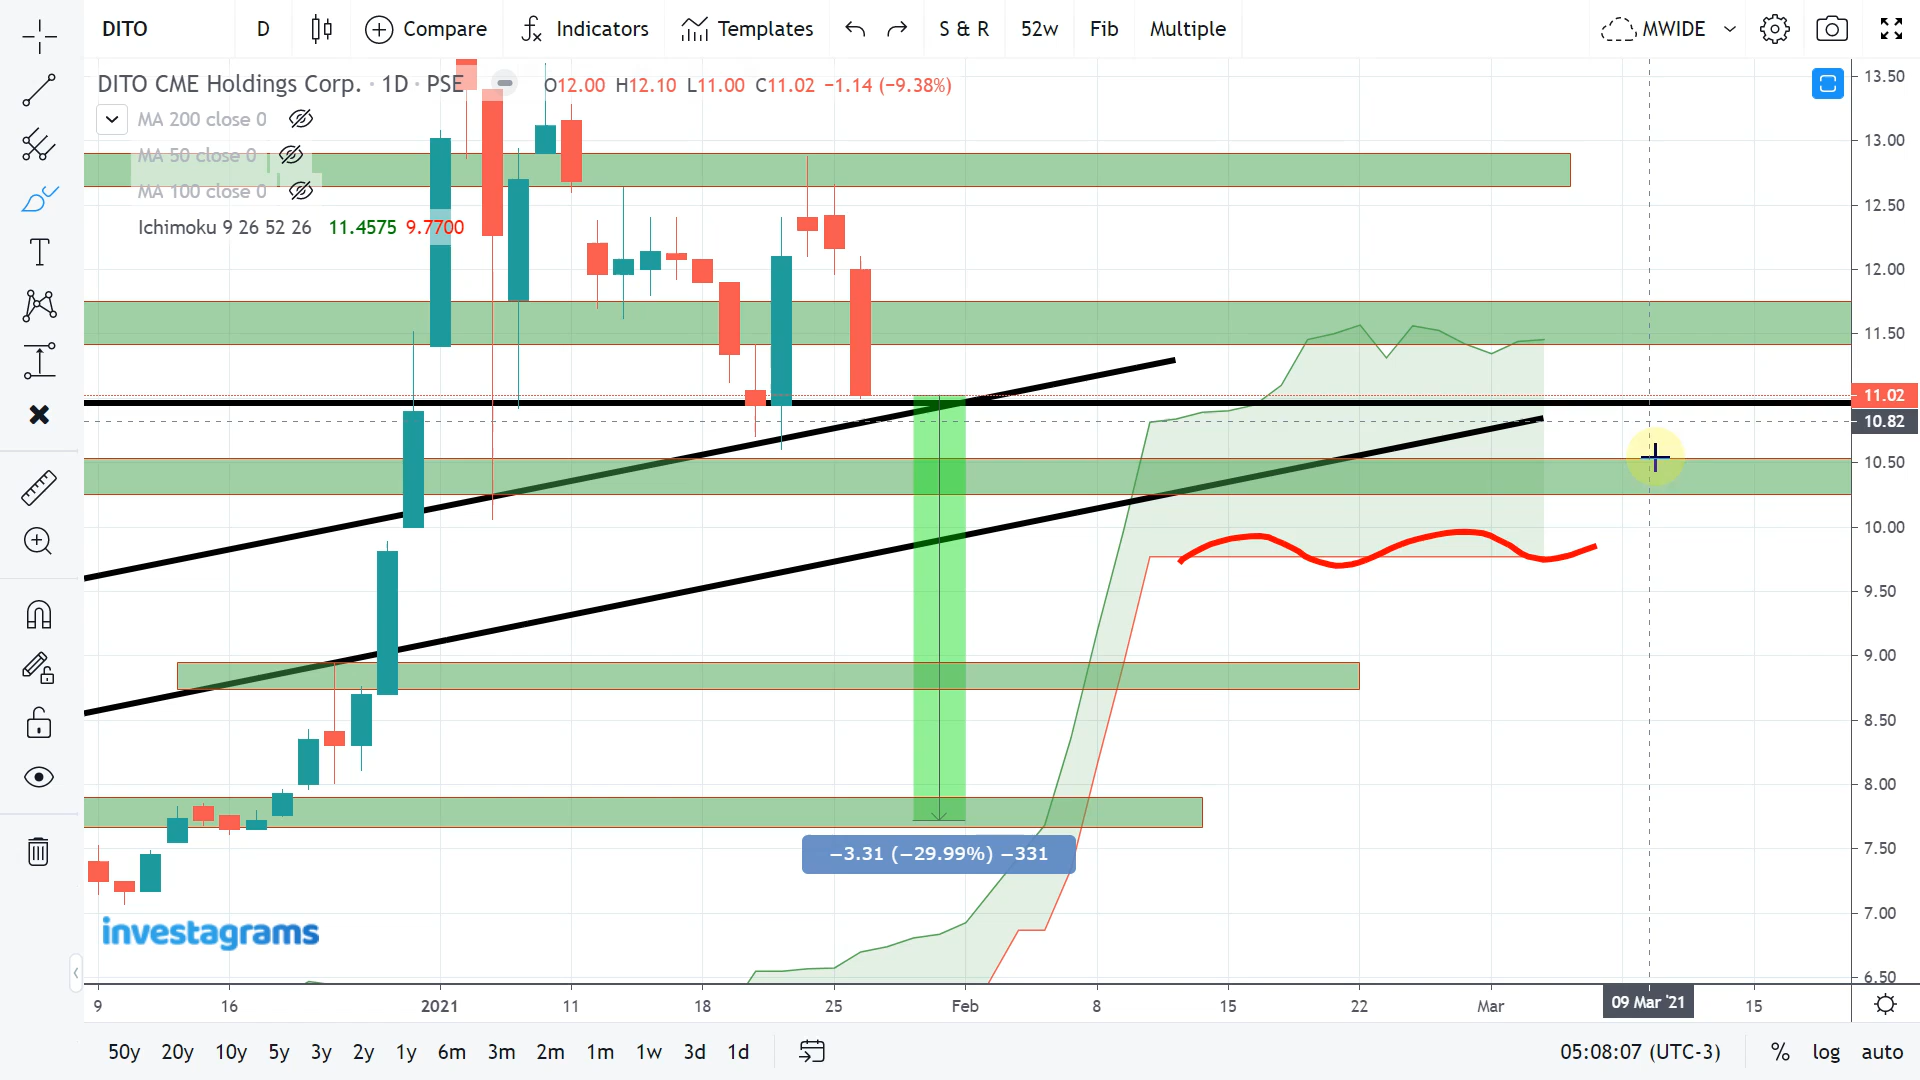 DITO D Compare Indicators Templates S & R 52w Fib Multiple MWIDE
DITO CME Holdings Corp. · 1D · PSE O12.00 H12.10 L11.00 C11.02 −1.14 (−9.38%)
MA 200 close 0
MA 50 close 0
MA 100 close 0
Ichimoku 9 26 52 26 11.4575 9.7700
13.50
13.00
12.50
12.00
11.50
11.02
10.82
10.50
10.00
9.50
9.00
8.50
8.00
7.50
7.00
6.50
−3.31 (−29.99%) −331
investagrams
9 16 2021 11 18 25 Feb 8 15 22 Mar 09 Mar '21 15
50y 20y 10y 5y 3y 2y 1y 6m 3m 2m 1m 1w 3d 1d 05:08:07 (UTC-3) % log auto